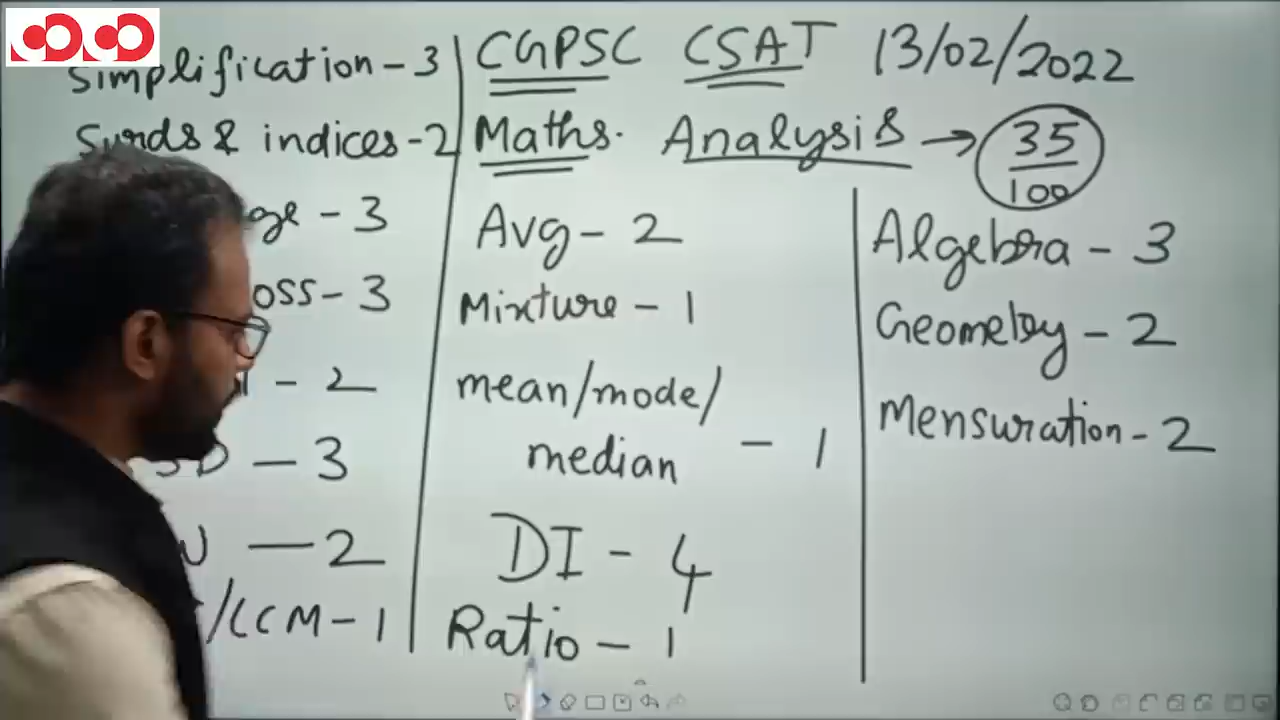 CGPSC CSAT 13/02/2022
Maths. Analysis → 35/100
Simplification - 3
Surds & indices - 2
ge - 3
oss - 3
- 2
SD - 3
W - 2
/LCM - 1
Avg - 2
Mixture - 1
mean/mode/
median - 1
DI - 4
Ratio - 1
Algebra - 3
Geometry - 2
Mensuration - 2